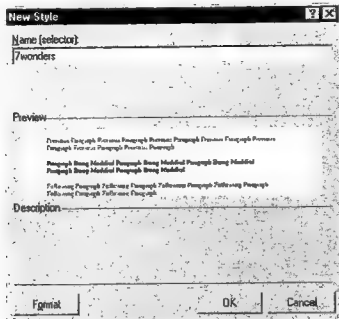 New Style
Name (selector):
7wonders
Preview
Previous Paragraph Previous Paragraph Previous Paragraph Previous Paragraph Previous
Paragraph Previous Paragraph Previous Paragraph
Paragraph Being Modified Paragraph Being Modified Paragraph Being Modified
Paragraph Being Modified Paragraph Being Modified
Following Paragraph Following Paragraph Following Paragraph Following Paragraph
Following Paragraph Following Paragraph
Description
Format
OK
Cancel